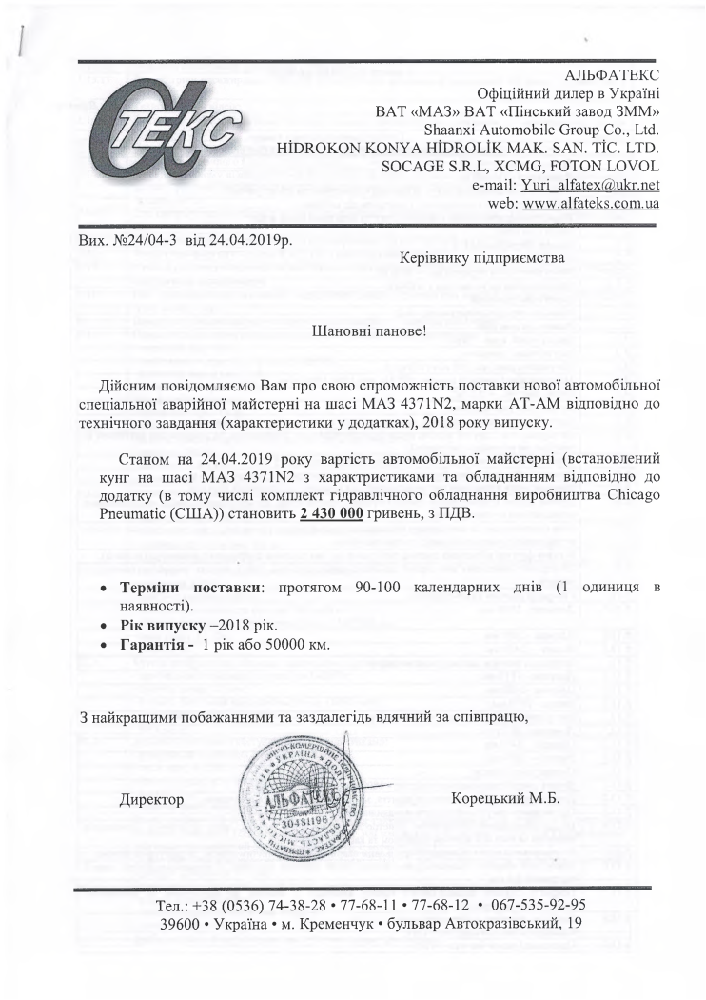 α ТЕКС
АЛЬФАТЕКС
Офіційний дилер в Україні
ВАТ «МАЗ» ВАТ «Пінський завод ЗММ»
Shaanxi Automobile Group Co., Ltd.
HİDROKON KONYA HİDROLİK MAK. SAN. TİC. LTD.
SOCAGE S.R.L, XCMG, FOTON LOVOL
e-mail: Yuri_alfatex@ukr.net
web: www.alfateks.com.ua
Вих. №24/04-3 від 24.04.2019р.
Керівнику підприємства
Шановні панове!
Дійсним повідомляємо Вам про свою спроможність поставки нової автомобільної
спеціальної аварійної майстерні на шасі МАЗ 4371N2, марки АТ-АМ відповідно до
технічного завдання (характеристики у додатках), 2018 року випуску.
Станом на 24.04.2019 року вартість автомобільної майстерні (встановлений
кунг на шасі МАЗ 4371N2 з характристиками та обладнанням відповідно до
додатку (в тому числі комплект гідравлічного обладнання виробництва Chicago
Pneumatic (США)) становить 2 430 000 гривень, з ПДВ.
• Терміни поставки: протягом 90-100 календарних днів (1 одиниця в
наявності).
• Рік випуску –2018 рік.
• Гарантія - 1 рік або 50000 км.
З найкращими побажаннями та заздалегідь вдячний за співпрацю,
Директор
УКРАЇНА
АЛЬФАТЕКС
30481196
Корецький М.Б.
Тел.: +38 (0536) 74-38-28 • 77-68-11 • 77-68-12 • 067-535-92-95
39600 • Україна • м. Кременчук • бульвар Автокразівський, 19